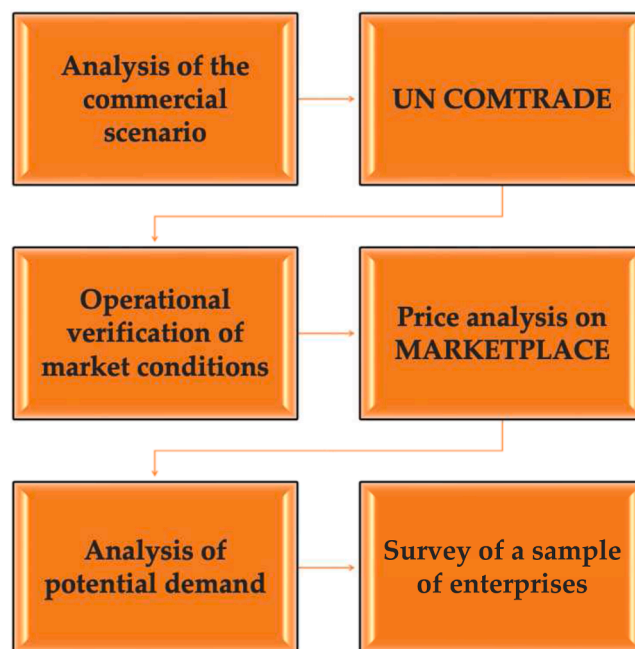 Analysis of the
commercial
scenario
UN COMTRADE
Operational
verification of
market conditions
Price analysis on
MARKETPLACE
Analysis of
potential demand
Survey of a sample
of enterprises